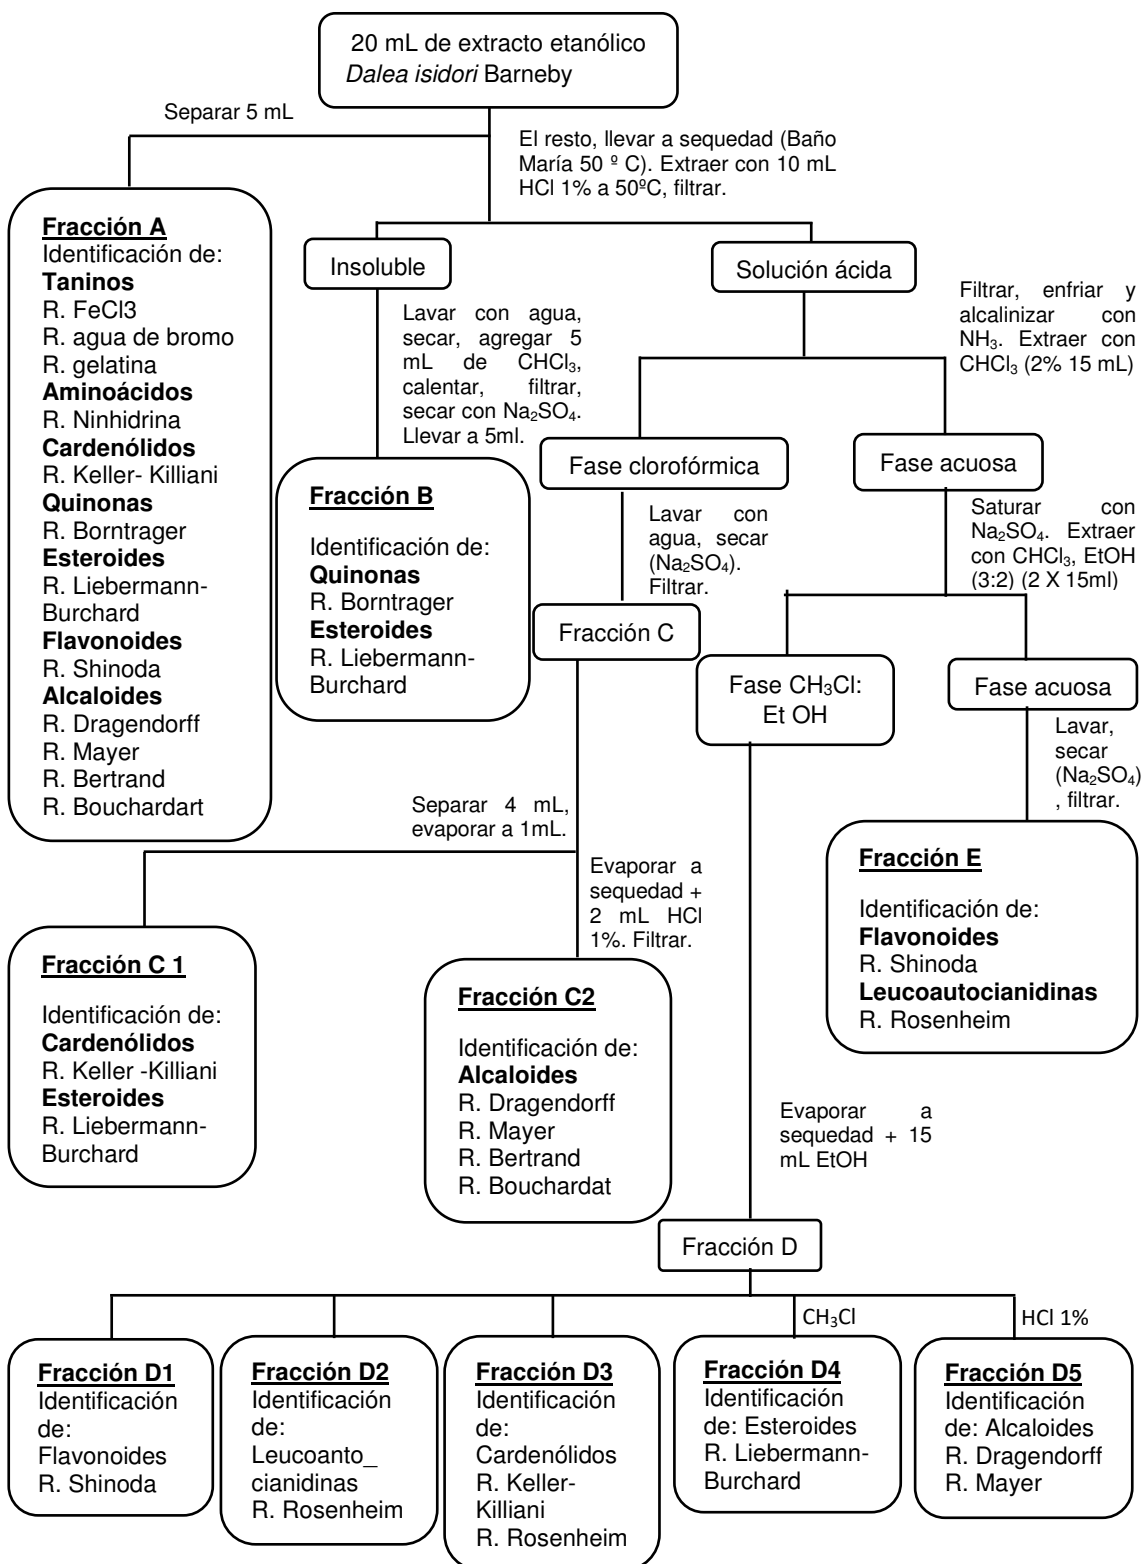 20 mL de extracto etanólico
Dalea isidori Barneby
Separar 5 mL
El resto, llevar a sequedad (Baño
María 50 º C). Extraer con 10 mL
HCl 1% a 50ºC, filtrar.
Fracción A
Identificación de:
Taninos
R. FeCl3
R. agua de bromo
R. gelatina
Aminoácidos
R. Ninhidrina
Cardenólidos
R. Keller- Killiani
Quinonas
R. Borntrager
Esteroides
R. Liebermann-
Burchard
Flavonoides
R. Shinoda
Alcaloides
R. Dragendorff
R. Mayer
R. Bertrand
R. Bouchardart
Insoluble
Solución ácida
Lavar con agua,
secar, agregar 5
mL de CHCl₃,
calentar, filtrar,
secar con Na₂SO₄.
Llevar a 5ml.
Filtrar, enfriar y
alcalinizar con
NH₃. Extraer con
CHCl₃ (2% 15 mL)
Fase clorofórmica
Fase acuosa
Fracción B
Identificación de:
Quinonas
R. Borntrager
Esteroides
R. Liebermann-
Burchard
Lavar con
agua, secar
(Na₂SO₄).
Filtrar.
Saturar con
Na₂SO₄. Extraer
con CHCl₃, EtOH
(3:2) (2 X 15ml)
Fracción C
Fase CH₃Cl:
Et OH
Fase acuosa
Lavar,
secar
(Na₂SO₄)
, filtrar.
Separar 4 mL,
evaporar a 1mL.
Evaporar a
sequedad +
2 mL HCl
1%. Filtrar.
Fracción E
Identificación de:
Flavonoides
R. Shinoda
Leucoautocianidinas
R. Rosenheim
Fracción C 1
Identificación de:
Cardenólidos
R. Keller -Killiani
Esteroides
R. Liebermann-
Burchard
Fracción C2
Identificación de:
Alcaloides
R. Dragendorff
R. Mayer
R. Bertrand
R. Bouchardat
Evaporar a
sequedad + 15
mL EtOH
Fracción D
CH₃Cl
HCl 1%
Fracción D1
Identificación
de:
Flavonoides
R. Shinoda
Fracción D2
Identificación
de:
Leucoanto_
cianidinas
R. Rosenheim
Fracción D3
Identificación
de:
Cardenólidos
R. Keller-
Killiani
R. Rosenheim
Fracción D4
Identificación
de: Esteroides
R. Liebermann-
Burchard
Fracción D5
Identificación
de: Alcaloides
R. Dragendorff
R. Mayer